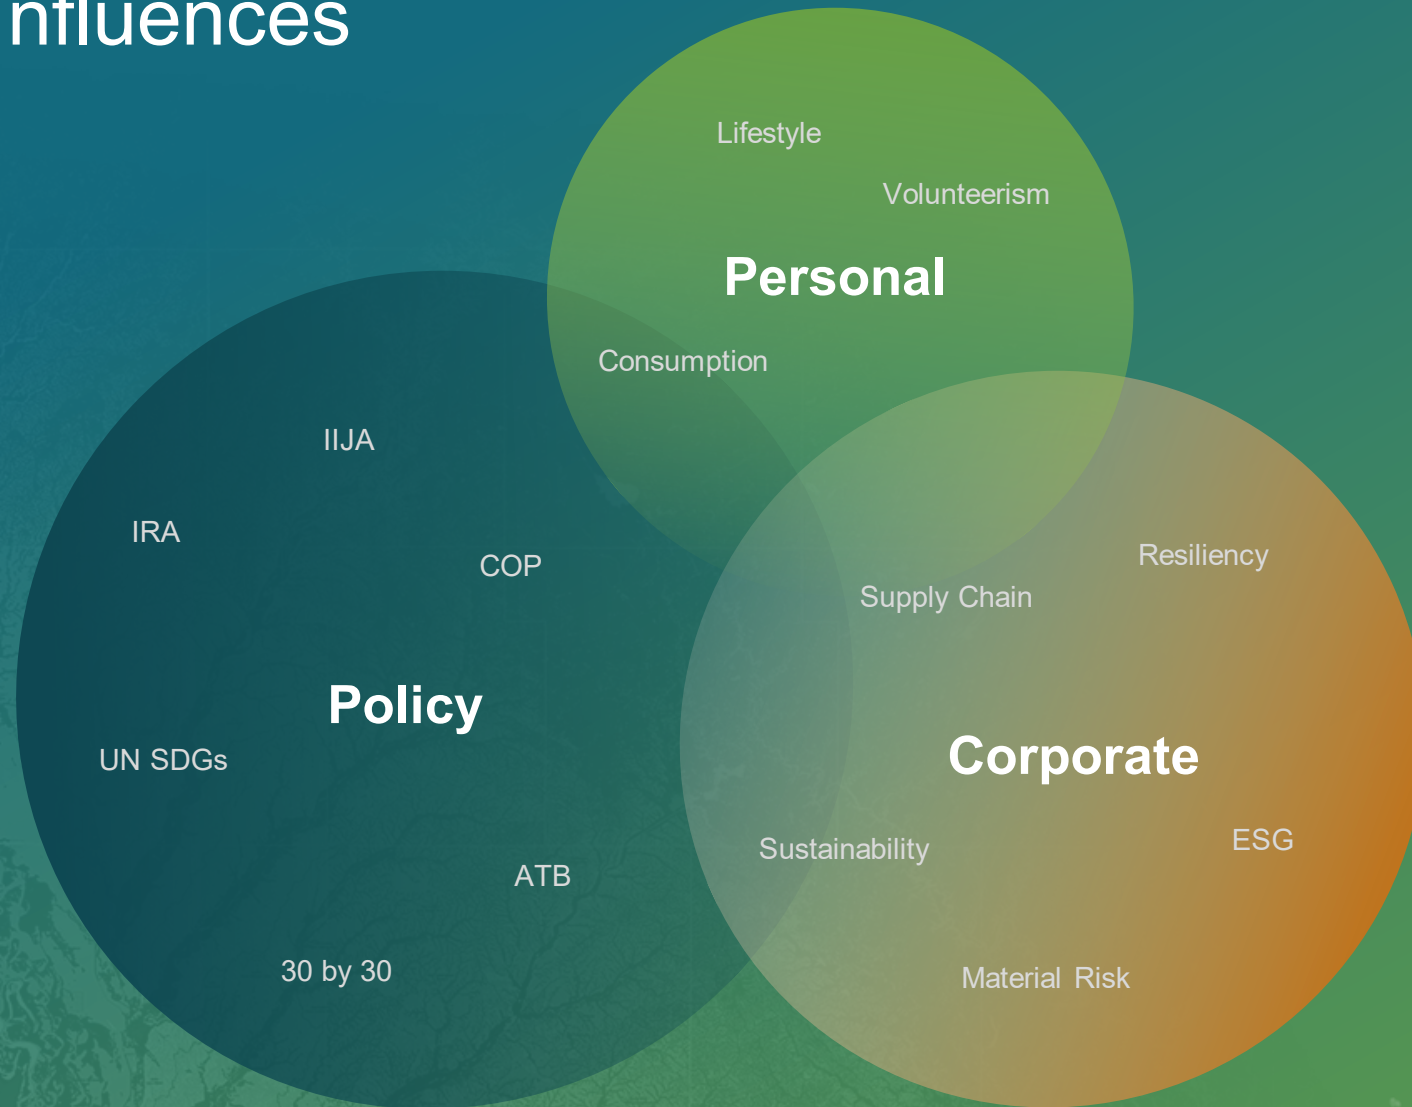 nfluences
Lifestyle
Volunteerism
Personal
Consumption
IIJA
IRA
COP
Resiliency
Supply Chain
Policy
Corporate
UN SDGs
Sustainability
ESG
ATB
30 by 30
Material Risk